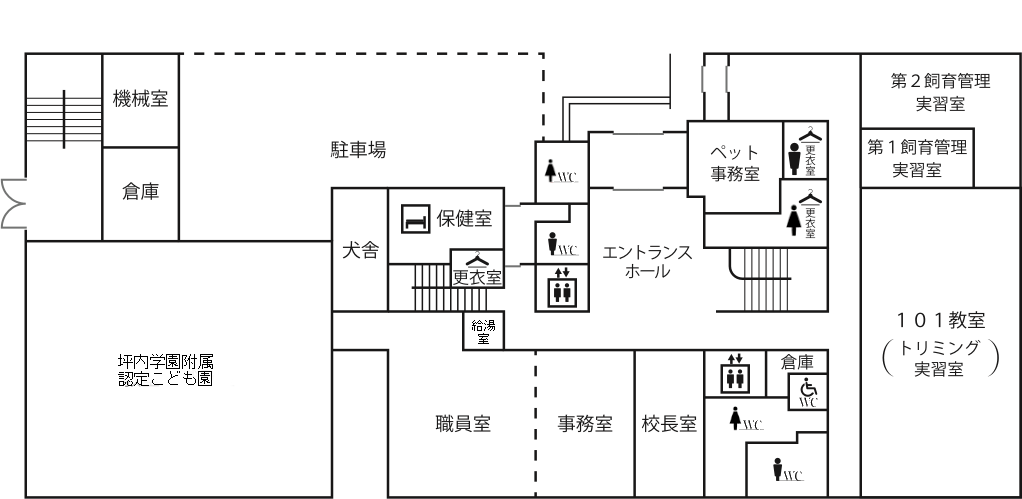 機械室
倉庫
駐車場
第２飼育管理
実習室
第１飼育管理
実習室
ペット
事務室
更衣室
更衣室
WC
WC
犬舎
保健室
更衣室
給湯
室
エントランス
ホール
坪内学園附属
認定こども園
職員室
事務室
校長室
倉庫
WC
WC
WC
１０１教室
(トリミング
実習室)